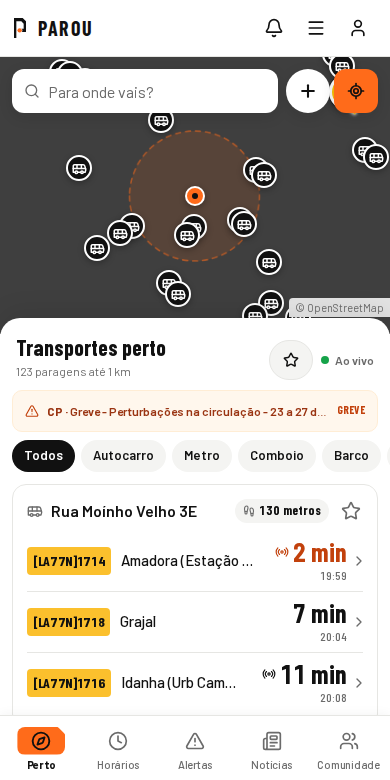 PAROU
Para onde vais?
© OpenStreetMap
Transportes perto
123 paragens até 1 km
Ao vivo
CP · Greve - Perturbações na circulação - 23 a 27 d...
GREVE
Todos
Autocarro
Metro
Comboio
Barco
Rua Moínho Velho 3E
130 metros
[LA77N]1714
Amadora (Estação ...
2 min
19:59
[LA77N]1718
Grajal
7 min
20:04
[LA77N]1716
Idanha (Urb Cam...
11 min
20:08
Perto
Horários
Alertas
Notícias
Comunidade